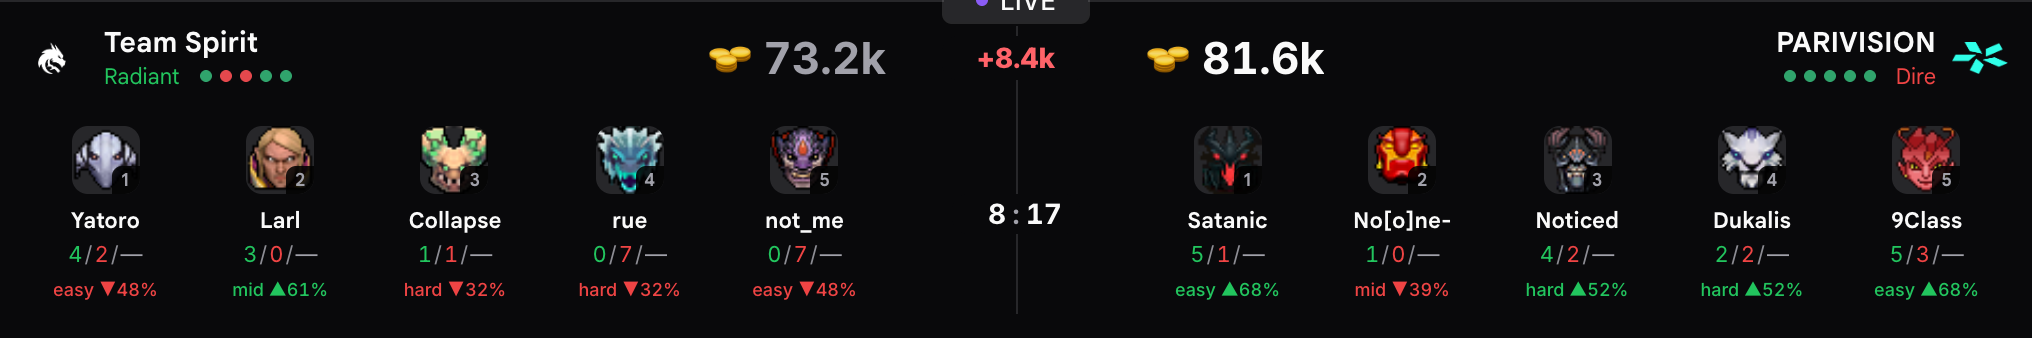 LIVE
Team Spirit
Radiant
73.2k
+8.4k
81.6k
PARIVISION
Dire
1
2
3
4
5
1
2
3
4
5
Yatoro
Larl
Collapse
rue
not_me
8:17
Satanic
No[o]ne-
Noticed
Dukalis
9Class
4/2/—
3/0/—
1/1/—
0/7/—
0/7/—
5/1/—
1/0/—
4/2/—
2/2/—
5/3/—
easy ▼48%
mid ▲61%
hard ▼32%
hard ▼32%
easy ▼48%
easy ▲68%
mid ▼39%
hard ▲52%
hard ▲52%
easy ▲68%